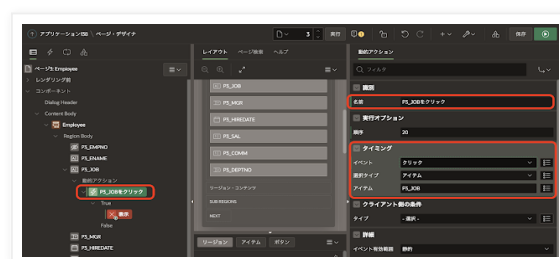 アプリケーション138 \ ページ・デザイナ
3
実行
保存
レイアウト ページ検索 ヘルプ
動的アクション
ページ3: Employee
フィルタ
レンダリング前
コンポーネント
Dialog Header
Content Body
Employee
Region Body
P3_EMPNO
P3_ENAME
P3_JOB
動的アクション
P3_JOBをクリック
True
表示
False
P3_MGR
P3_HIREDATE
P3_JOB
P3_MGR
P3_HIREDATE
P3_SAL
P3_COMM
P3_DEPTNO
リージョン・コンテンツ
SUB REGIONS
NEXT
リージョン アイテム ボタン
識別
名前 P3_JOBをクリック
実行オプション
順序 20
タイミング
イベント クリック
選択タイプ アイテム
アイテム P3_JOB
クライアント側の条件
タイプ - 選択 -
詳細
イベント有効範囲 静的